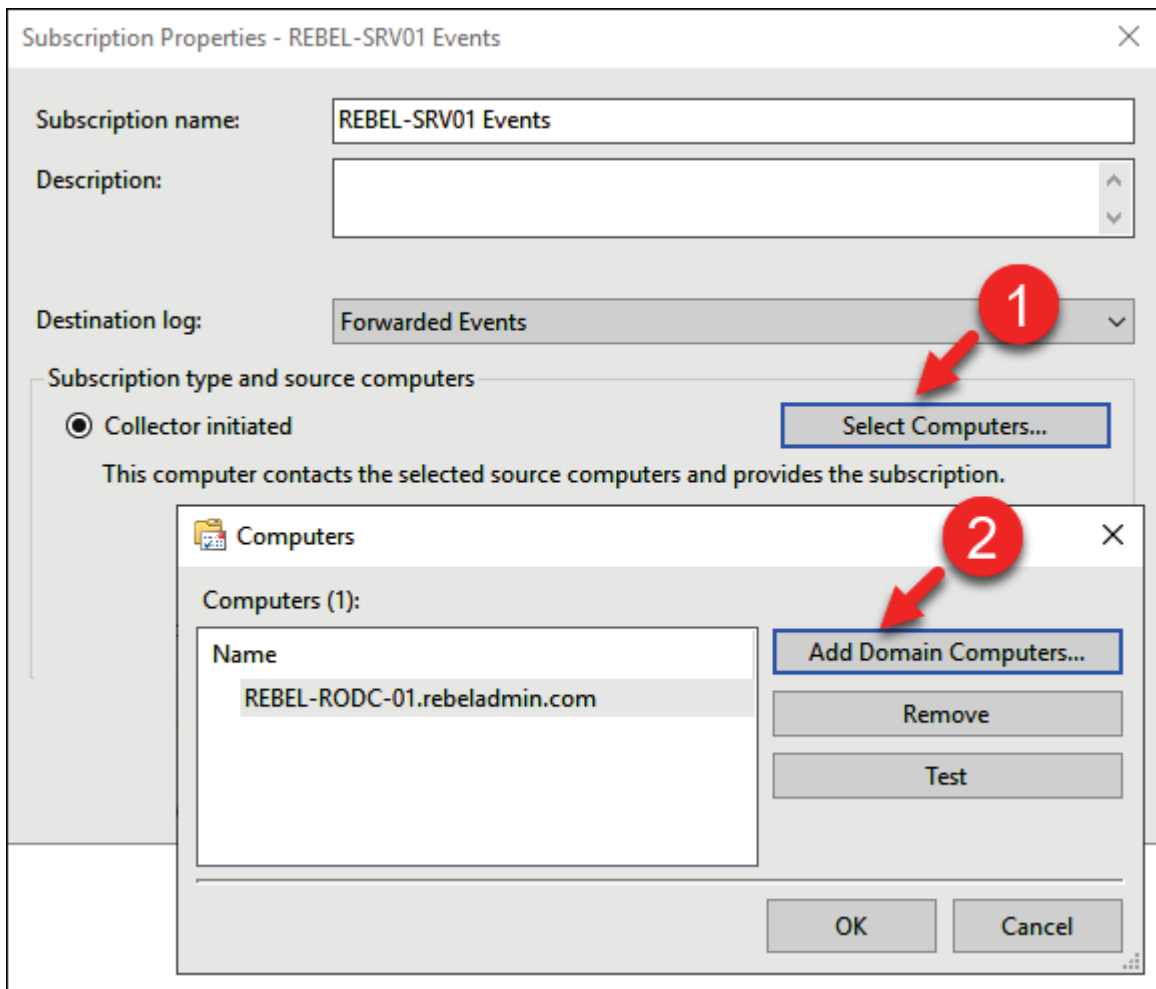 Subscription Properties - REBEL-SRV01 Events
Subscription name:
REBEL-SRV01 Events
Description:
Destination log:
Forwarded Events
1
Subscription type and source computers
Collector initiated
Select Computers...
This computer contacts the selected source computers and provides the subscription.
Computers
2
Computers (1):
Name
Add Domain Computers...
REBEL-RODC-01.rebeladmin.com
Remove
Test
OK
Cancel